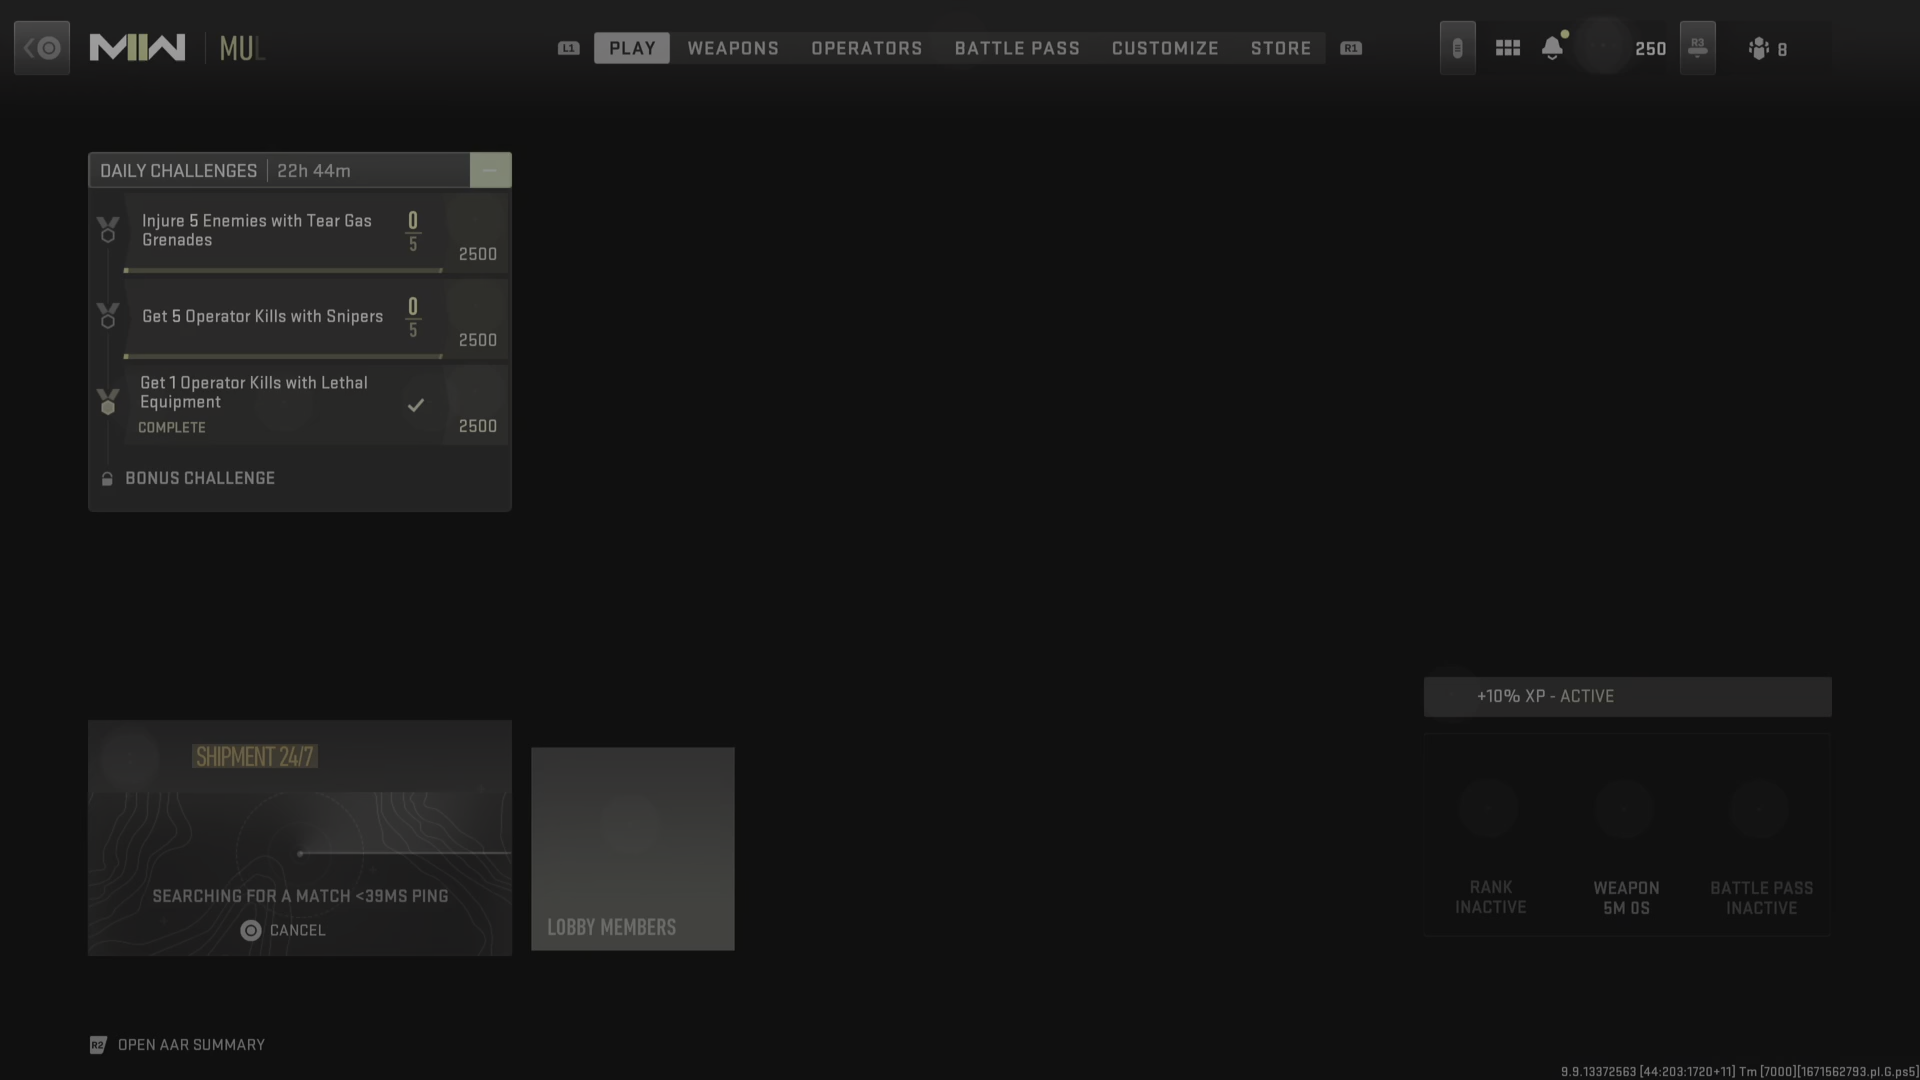 MWII MUL
L1 PLAY WEAPONS OPERATORS BATTLE PASS CUSTOMIZE STORE R1
250 R3 8
DAILY CHALLENGES 22h 44m
Injure 5 Enemies with Tear Gas
Grenades
0
5
2500
Get 5 Operator Kills with Snipers
0
5
2500
Get 1 Operator Kills with Lethal
Equipment
COMPLETE
2500
BONUS CHALLENGE
+10% XP - ACTIVE
SHIPMENT 24/7
SEARCHING FOR A MATCH <39MS PING
CANCEL
LOBBY MEMBERS
RANK
INACTIVE
WEAPON
5M 0S
BATTLE PASS
INACTIVE
R2 OPEN AAR SUMMARY
9.9.13372563 [44:203:1720+11] Tm [7000][1671562793.pl.G.ps5]